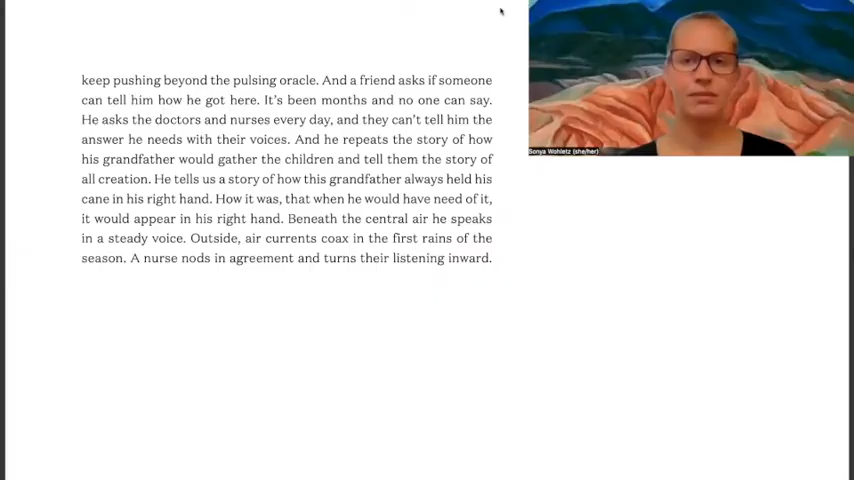 keep pushing beyond the pulsing oracle. And a friend asks if someone
can tell him how he got here. It's been months and no one can say.
He asks the doctors and nurses every day, and they can't tell him the
answer he needs with their voices. And he repeats the story of how
his grandfather would gather the children and tell them the story of
all creation. He tells us a story of how this grandfather always held his
cane in his right hand. How it was, that when he would have need of it,
it would appear in his right hand. Beneath the central air he speaks
in a steady voice. Outside, air currents coax in the first rains of the
season. A nurse nods in agreement and turns their listening inward.
Sonya Wohletz (she/her)